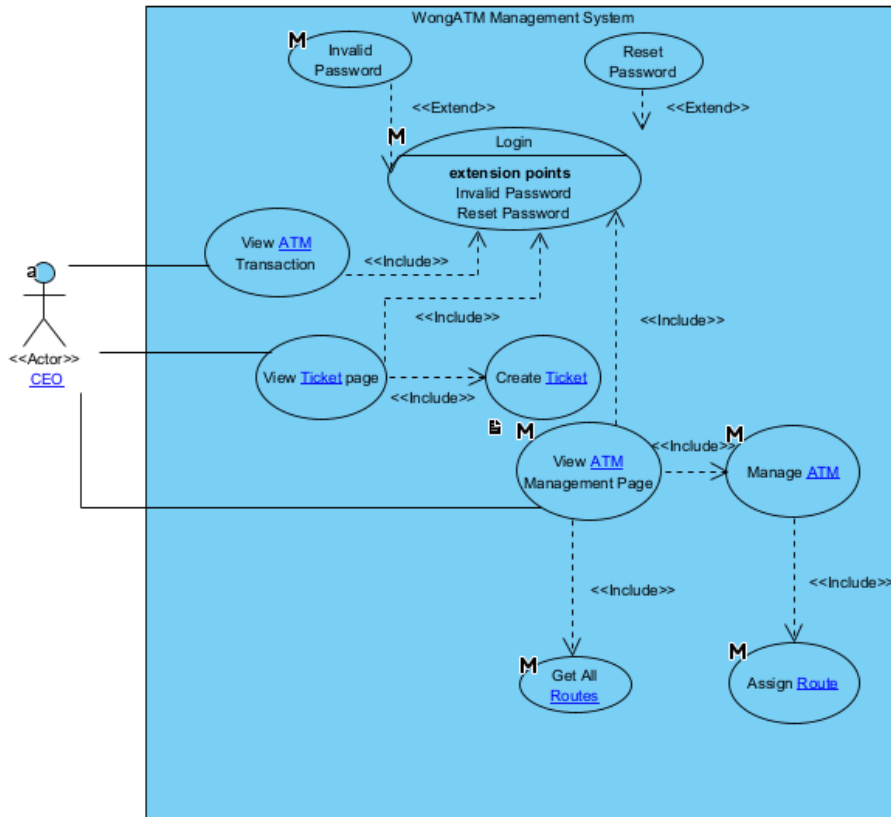 WongATM Management System
M
Invalid
Password
Reset
Password
<<Extend>>
<<Extend>>
M
Login
extension points
Invalid Password
Reset Password
View ATM
Transaction
<<Include>>
a
<<Actor>>
CEO
<<Include>>
<<Include>>
View Ticket page
<<Include>>
Create Ticket
M
View ATM
Management Page
<<Include>>
M
Manage ATM
<<Include>>
<<Include>>
M
Get All
Routes
M
Assign Route